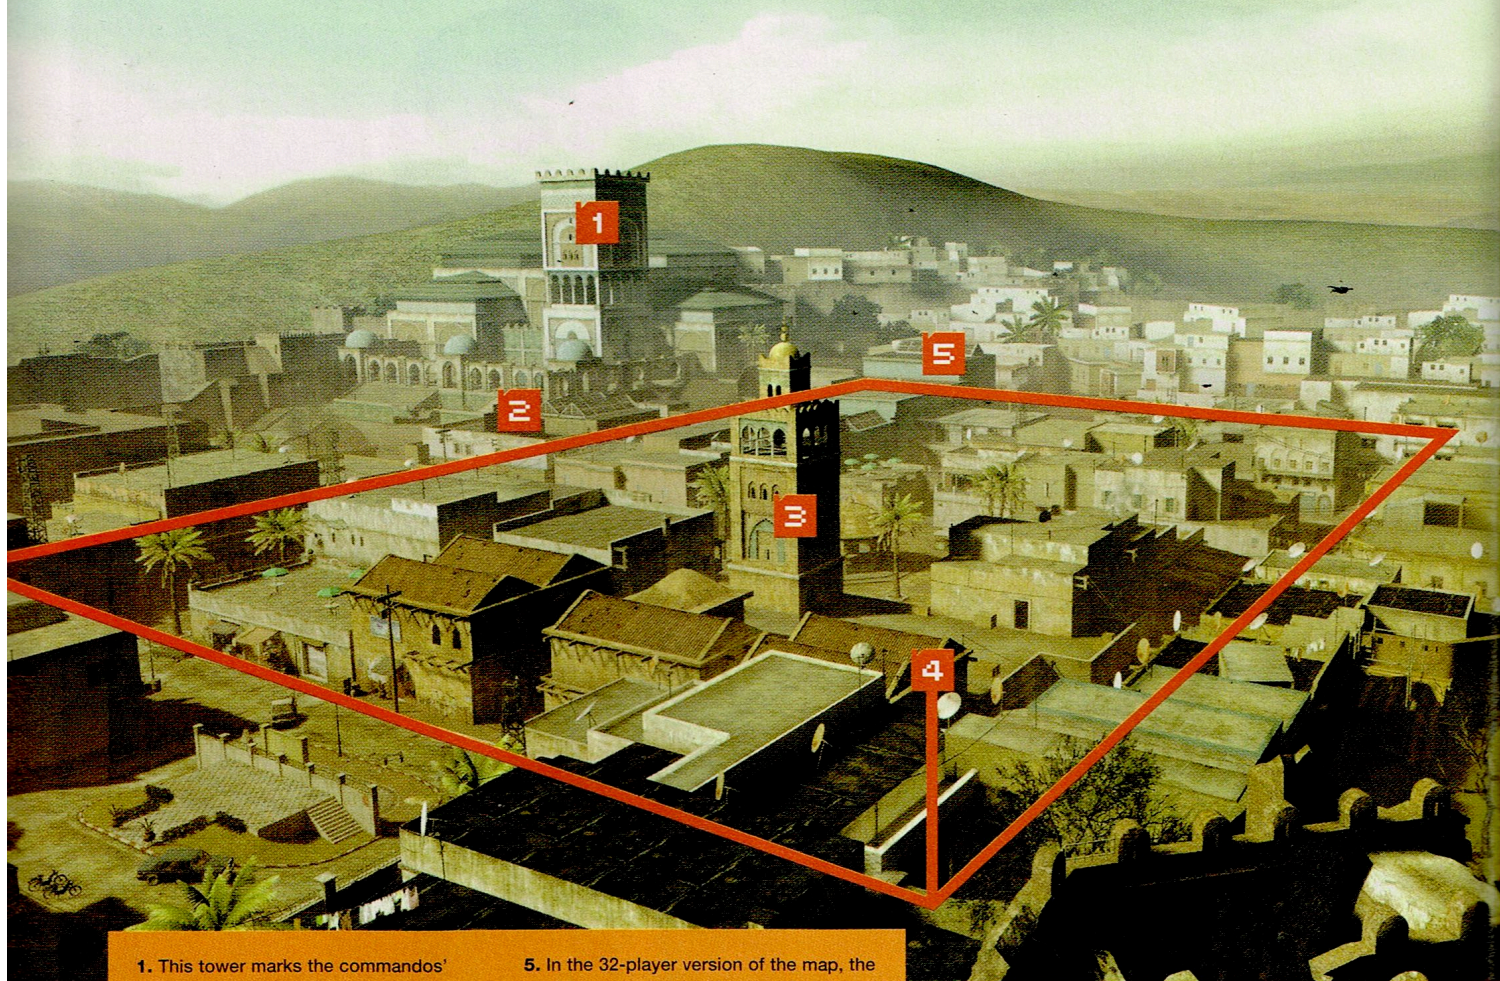 1
5
2
3
4
1. This tower marks the commandos'
5. In the 32-player version of the map, the